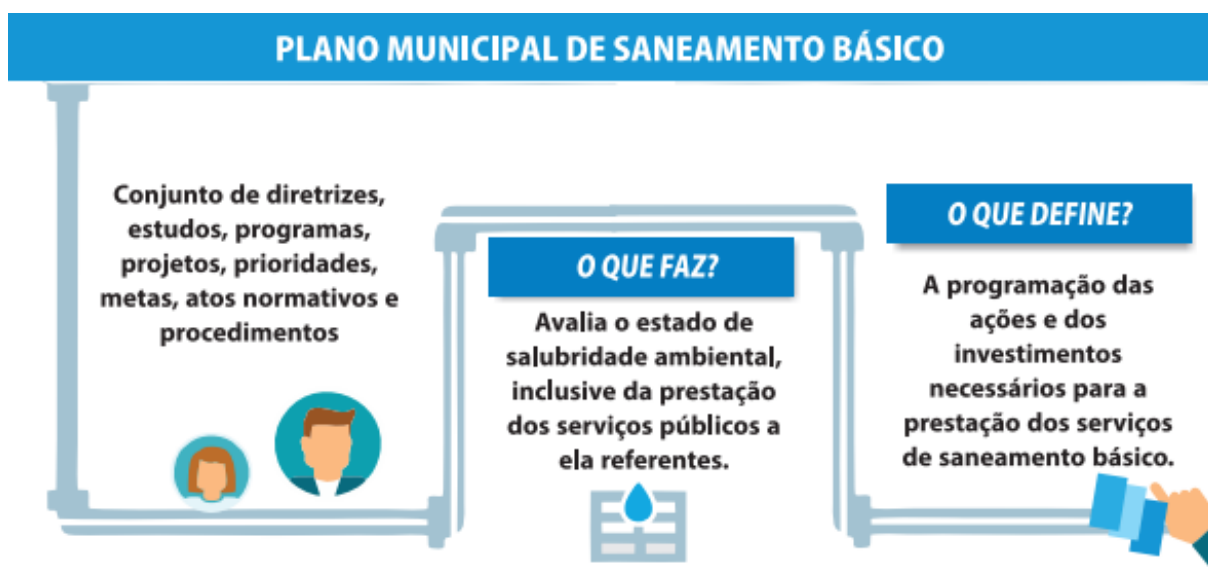 PLANO MUNICIPAL DE SANEAMENTO BÁSICO
Conjunto de diretrizes,
estudos, programas,
projetos, prioridades,
metas, atos normativos e
procedimentos
O QUE FAZ?
Avalia o estado de
salubridade ambiental,
inclusive da prestação
dos serviços públicos a
ela referentes.
O QUE DEFINE?
A programação das
ações e dos
investimentos
necessários para a
prestação dos serviços
de saneamento básico.